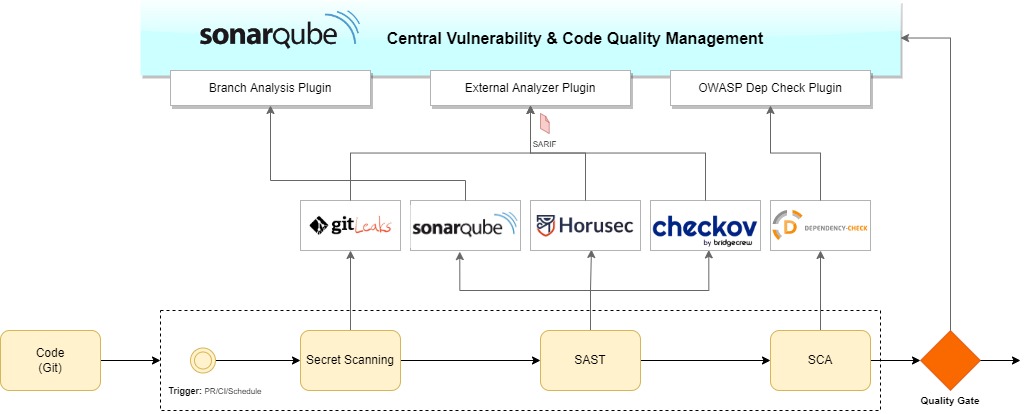 sonarqube
Central Vulnerability & Code Quality Management
Branch Analysis Plugin
External Analyzer Plugin
OWASP Dep Check Plugin
SARIF
gitLeaks
sonarqube
Horusec
checkov
by bridgecrew
DEPENDENCY-CHECK
Code
(Git)
Trigger: PR/CI/Schedule
Secret Scanning
SAST
SCA
Quality Gate